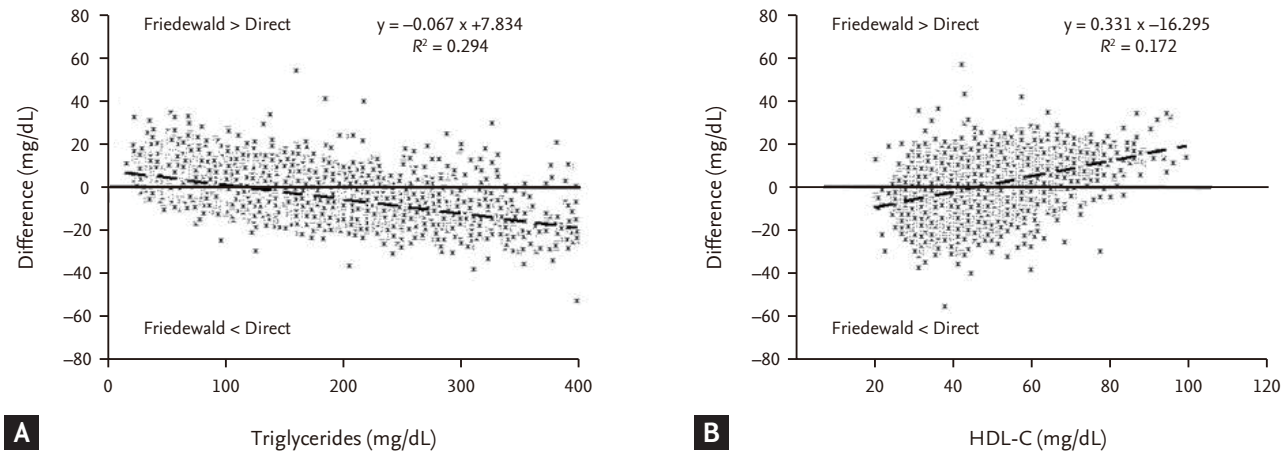 80
60
40
20
0
–20
–40
–60
–80
Difference (mg/dL)
Friedewald > Direct
y = –0.067 x +7.834
R² = 0.294
Friedewald < Direct
0
100
200
300
400
A
Triglycerides (mg/dL)
80
60
40
20
0
–20
–40
–60
–80
Difference (mg/dL)
Friedewald > Direct
y = 0.331 x –16.295
R² = 0.172
Friedewald < Direct
20
40
60
80
100
120
B
HDL-C (mg/dL)